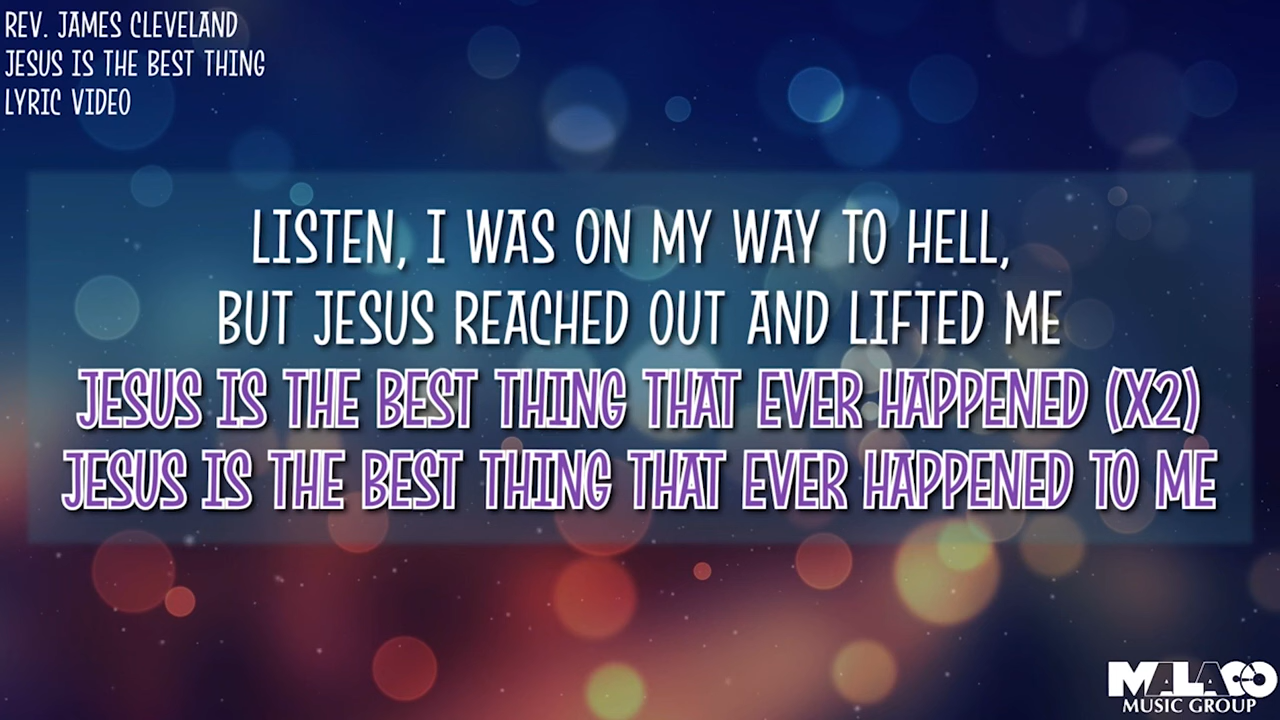 REV. JAMES CLEVELAND
JESUS IS THE BEST THING
LYRIC VIDEO
LISTEN, I WAS ON MY WAY TO HELL,
BUT JESUS REACHED OUT AND LIFTED ME
JESUS IS THE BEST THING THAT EVER HAPPENED (X2)
JESUS IS THE BEST THING THAT EVER HAPPENED TO ME
MALACO
MUSIC GROUP